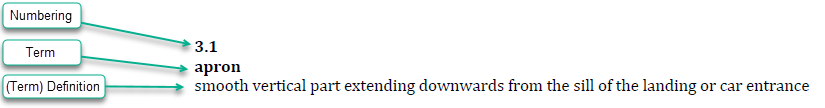 Numbering
3.1
Term
apron
(Term) Definition
smooth vertical part extending downwards from the sill of the landing or car entrance